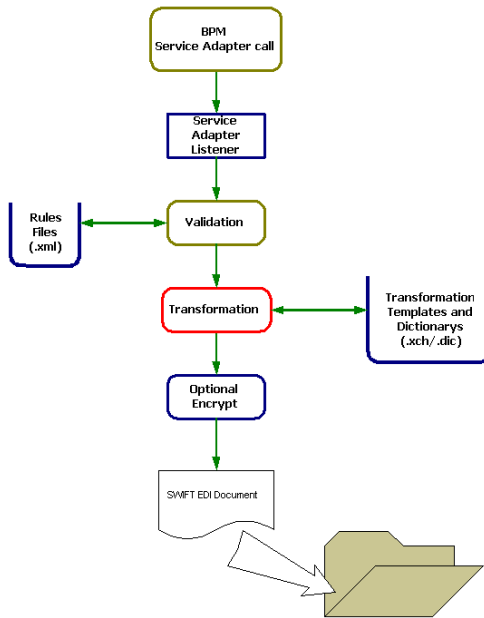 BPM
Service Adapter call
Service
Adapter
Listener
Rules
Files
(.xml)
Validation
Transformation
Transformation
Templates and
Dictionarys
(.xch/.dic)
Optional
Encrypt
SWIFT EDI Document